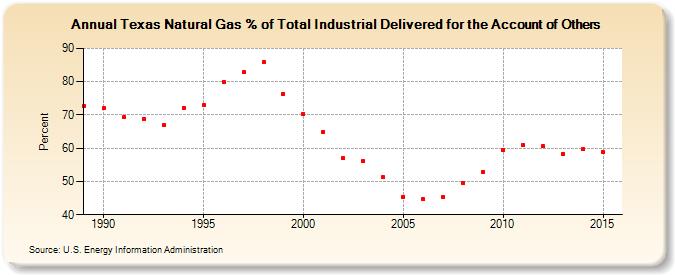 Annual Texas Natural Gas % of Total Industrial Delivered for the Account of Others
Percent
90
80
70
60
50
40
1990 1995 2000 2005 2010 2015
Source: U.S. Energy Information Administration